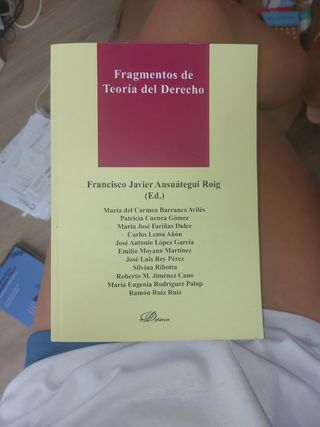 Fragmentos de
Teoría del Derecho
Francisco Javier Ansuátegui Roig
(Ed.)
María del Carmen Barranco Avilés
Patricia Cuenca Gómez
María José Fariñas Dulce
Carlos Lema Añón
José Antonio López García
Emilio Moyano Martínez
José Luis Rey Pérez
Silvina Ribotta
Roberto M. Jiménez Cano
María Eugenia Rodríguez Palop
Ramón Ruiz Ruiz
Dykinson